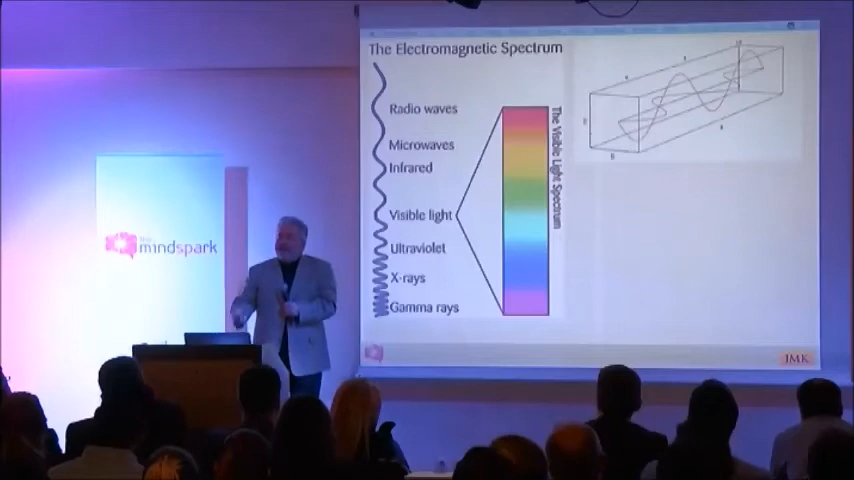 The Electromagnetic Spectrum
Radio waves
Microwaves
Infrared
Visible light
Ultraviolet
X-rays
Gamma rays
The Visible Light Spectrum
the
mindspark
JMK